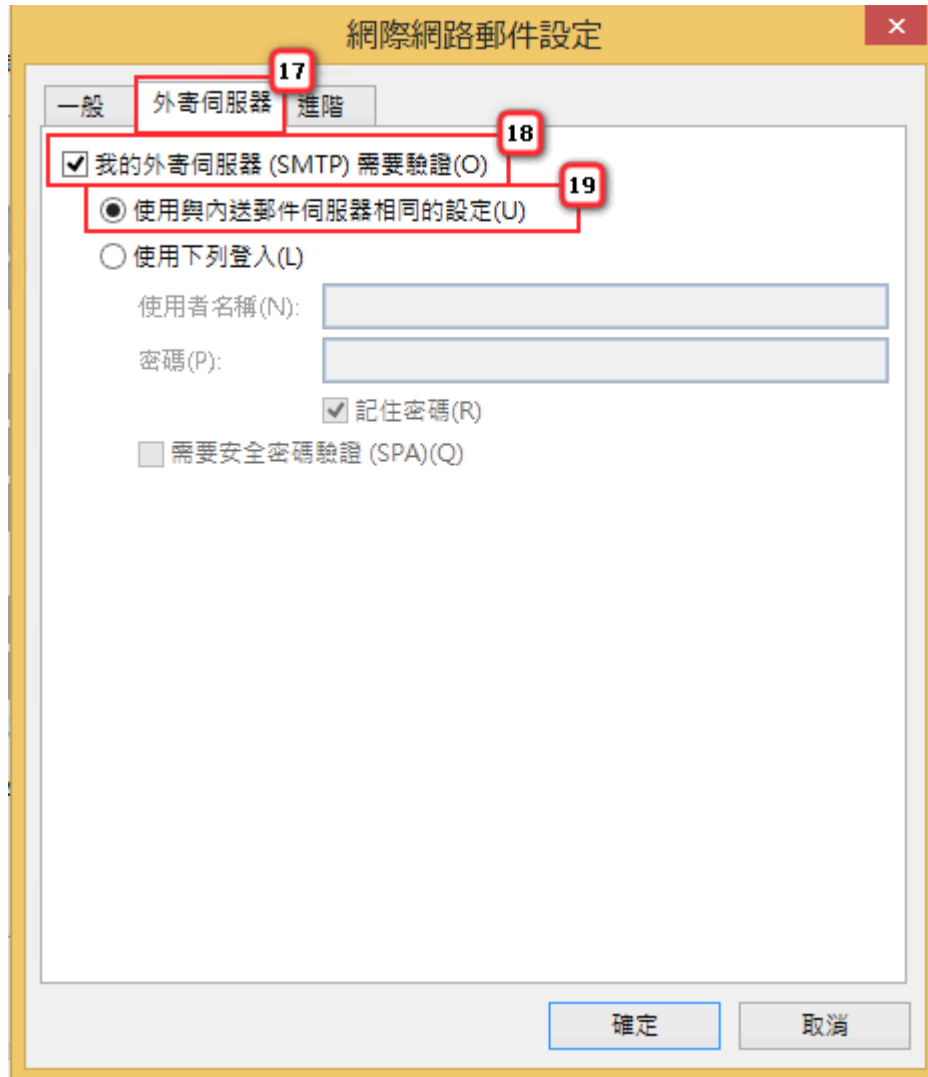 網際網路郵件設定
17
一般 外寄伺服器 進階
18
我的外寄伺服器 (SMTP) 需要驗證(O)
19
使用與內送郵件伺服器相同的設定(U)
使用下列登入(L)
使用者名稱(N):
密碼(P):
記住密碼(R)
需要安全密碼驗證 (SPA)(Q)
確定 取消